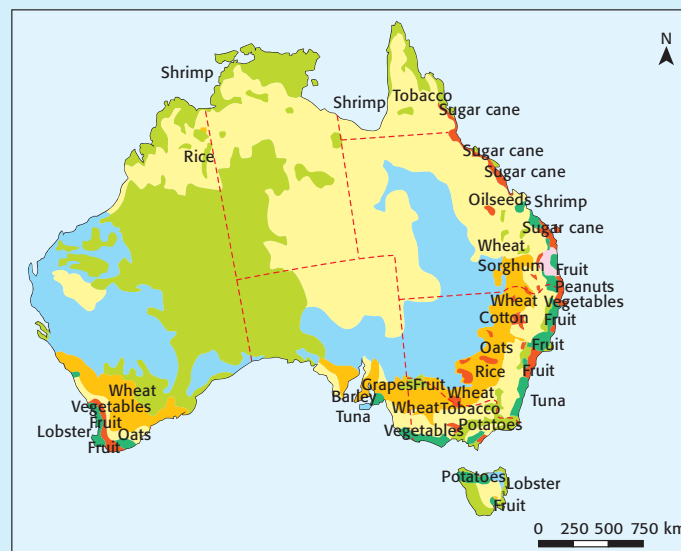 N
Shrimp
Shrimp
Tobacco
Sugar cane
Rice
Sugar cane
Sugar cane
Oilseeds
Shrimp
Sugar cane
Wheat
Sorghum
Fruit
Peanuts
Wheat
Vegetables
Cotton
Fruit
Oats
Fruit
Rice
Fruit
Wheat
Grapes
Fruit
Wheat
Barley
Tuna
Vegetables
Wheat
Tobacco
Tuna
Fruit
Potatoes
Lobster
Oats
Vegetables
Fruit
Potatoes
Lobster
Fruit
0 250 500 750 km